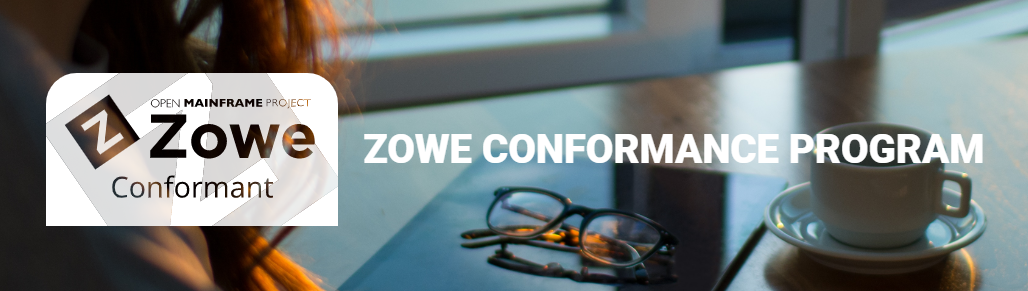 OPEN MAINFRAME PROJECT
Zowe
Conformant
ZOWE CONFORMANCE PROGRAM